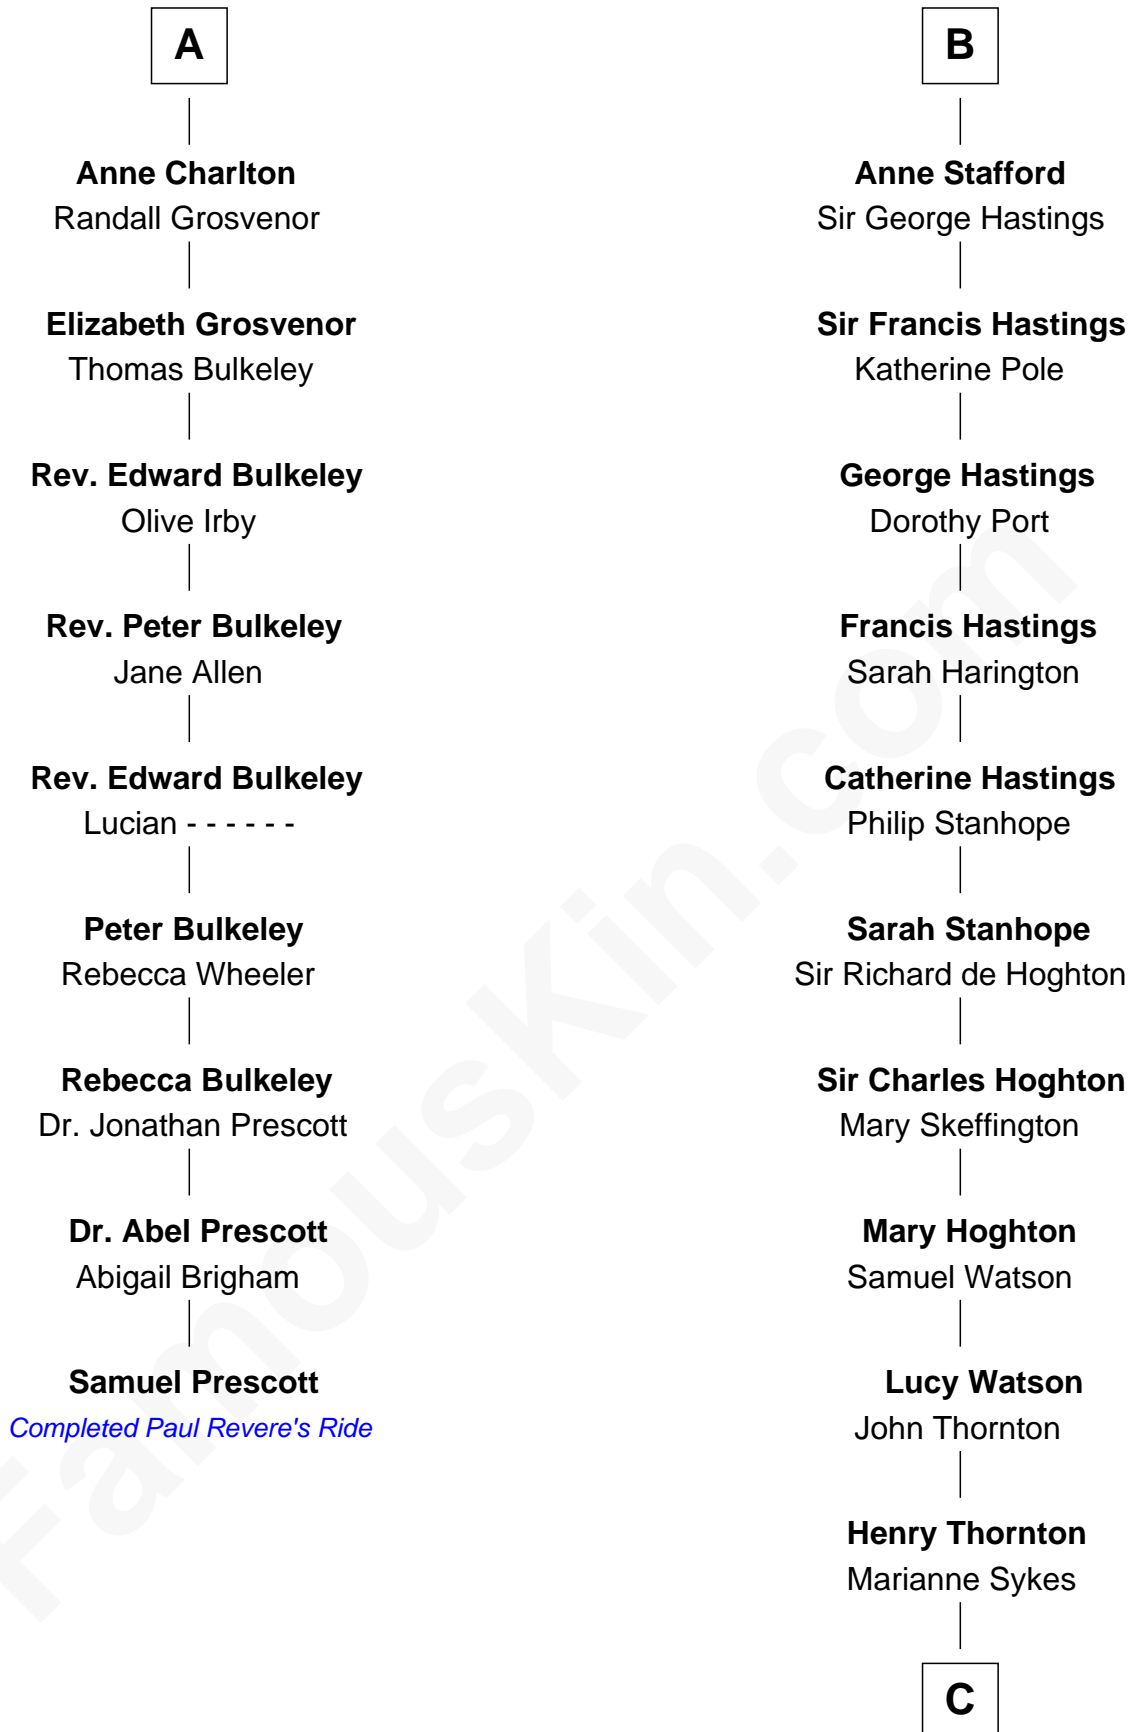 A
Anne Charlton
Randall Grosvenor
Elizabeth Grosvenor
Thomas Bulkeley
Rev. Edward Bulkeley
Olive Irby
Rev. Peter Bulkeley
Jane Allen
Rev. Edward Bulkeley
Lucian - - - - - -
Peter Bulkeley
Rebecca Wheeler
Rebecca Bulkeley
Dr. Jonathan Prescott
Dr. Abel Prescott
Abigail Brigham
Samuel Prescott
Completed Paul Revere's Ride
B
Anne Stafford
Sir George Hastings
Sir Francis Hastings
Katherine Pole
George Hastings
Dorothy Port
Francis Hastings
Sarah Harington
Catherine Hastings
Philip Stanhope
Sarah Stanhope
Sir Richard de Hoghton
Sir Charles Hoghton
Mary Skeffington
Mary Hoghton
Samuel Watson
Lucy Watson
John Thornton
Henry Thornton
Marianne Sykes
C
FamousKin.com